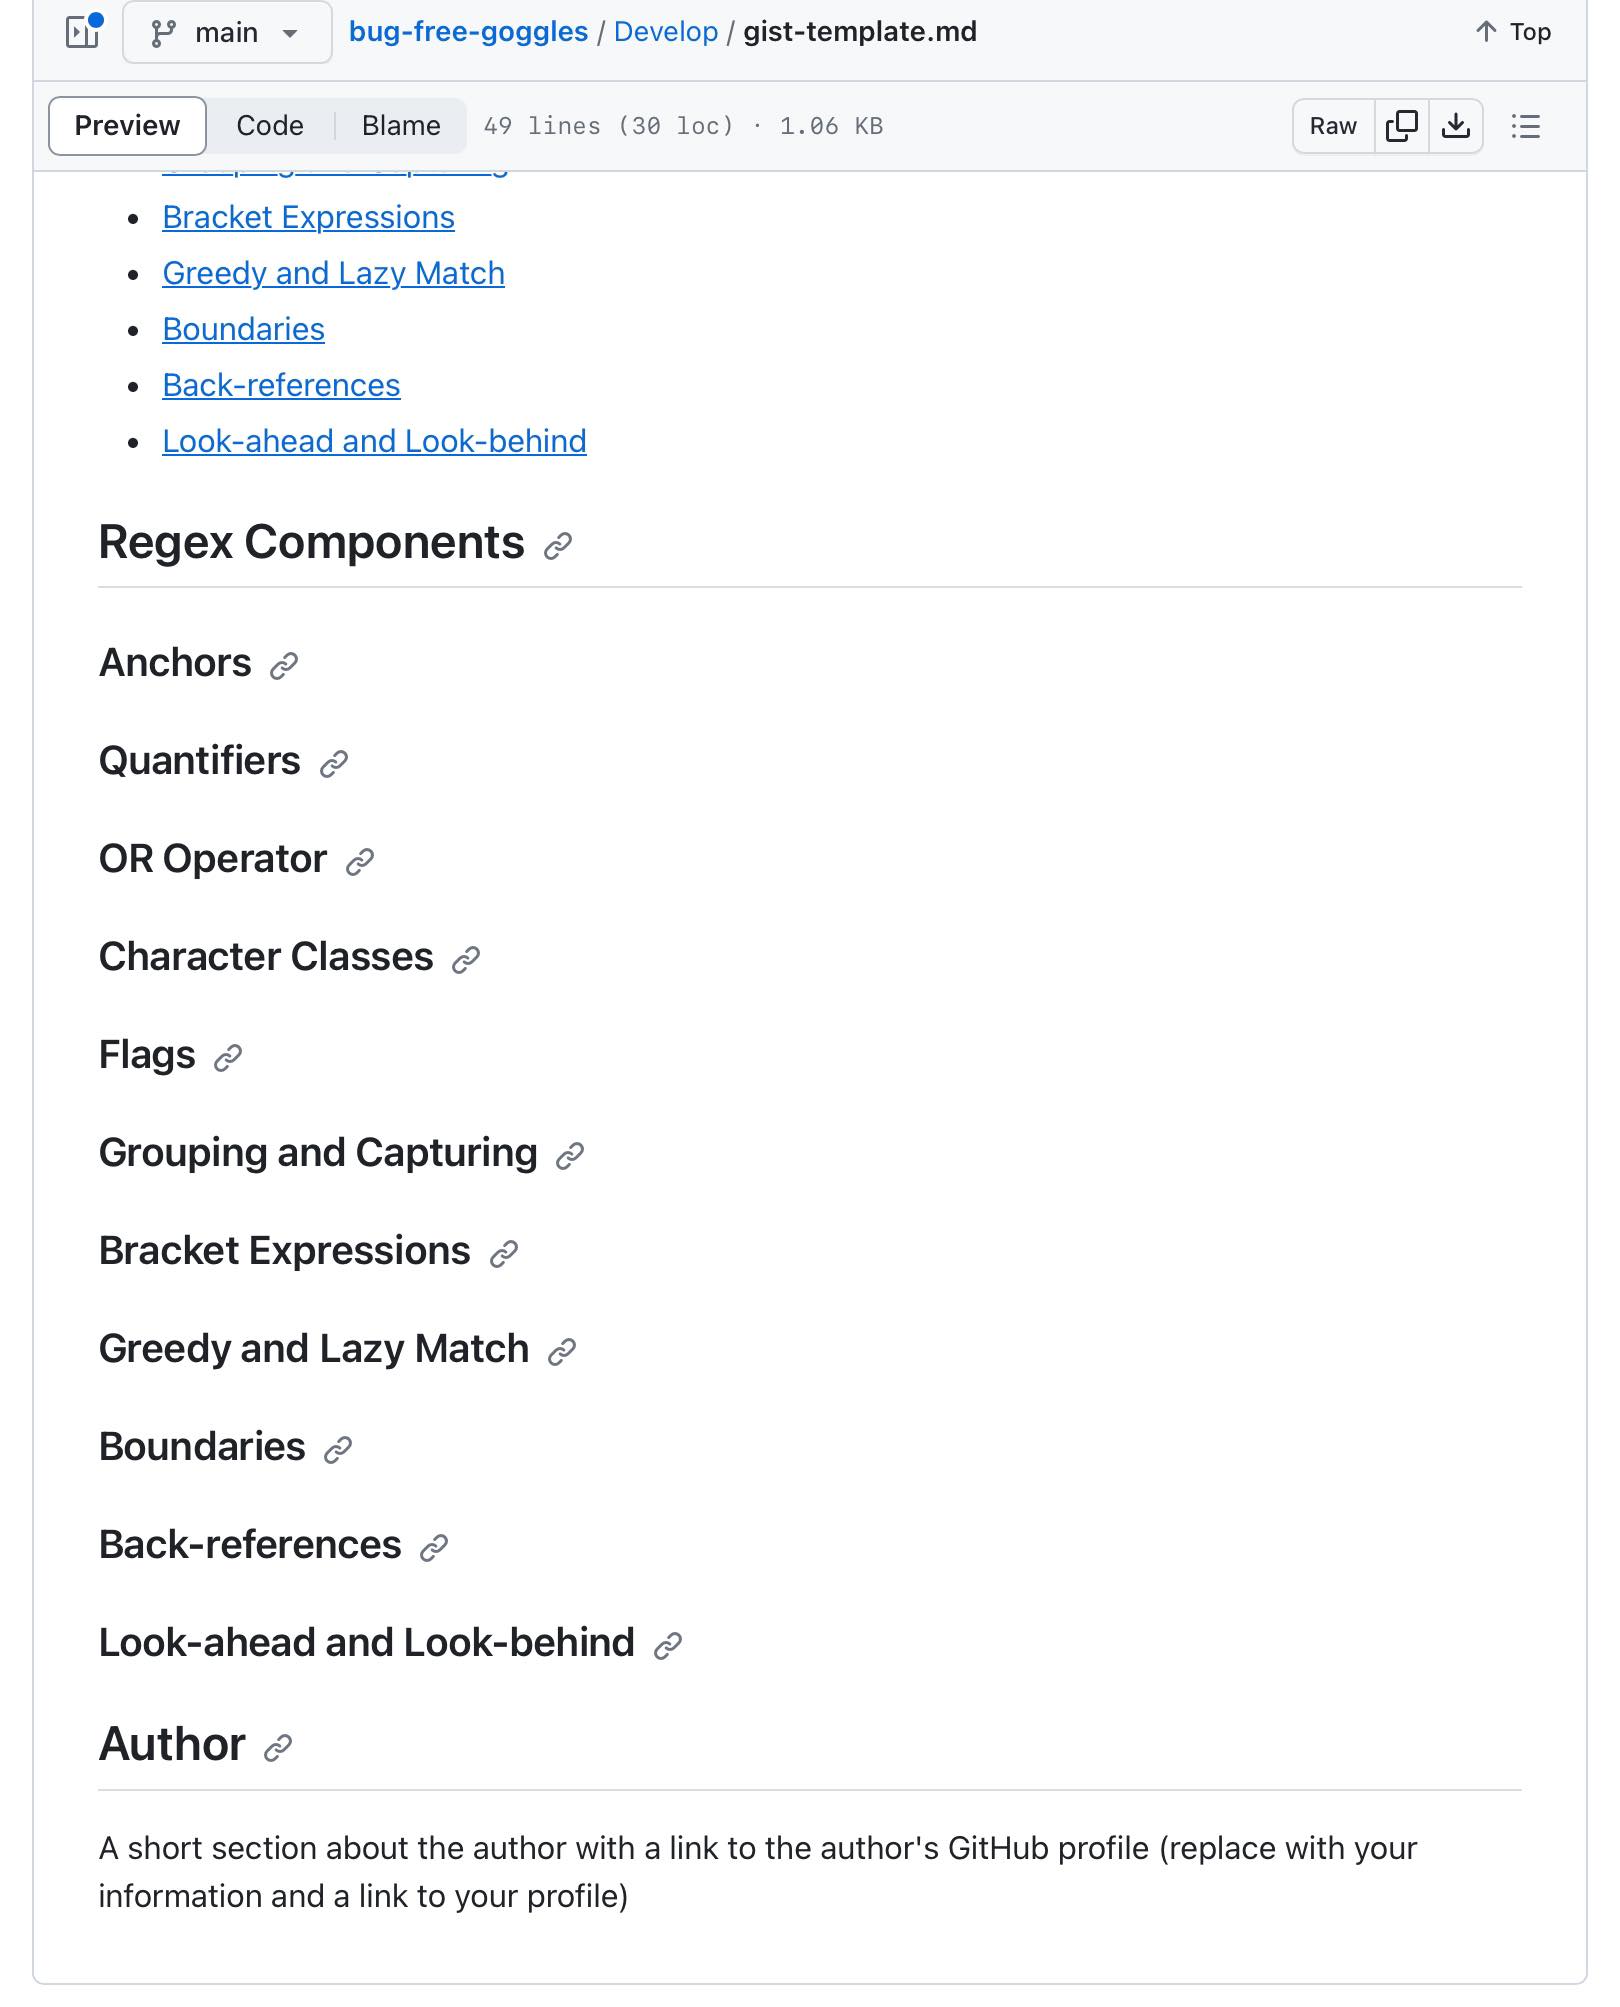 main
bug-free-goggles / Develop / gist-template.md
Top
Preview
Code
Blame
49 lines (30 loc) · 1.06 KB
Raw
Bracket Expressions
Greedy and Lazy Match
Boundaries
Back-references
Look-ahead and Look-behind
Regex Components
Anchors
Quantifiers
OR Operator
Character Classes
Flags
Grouping and Capturing
Bracket Expressions
Greedy and Lazy Match
Boundaries
Back-references
Look-ahead and Look-behind
Author
A short section about the author with a link to the author's GitHub profile (replace with your
information and a link to your profile)